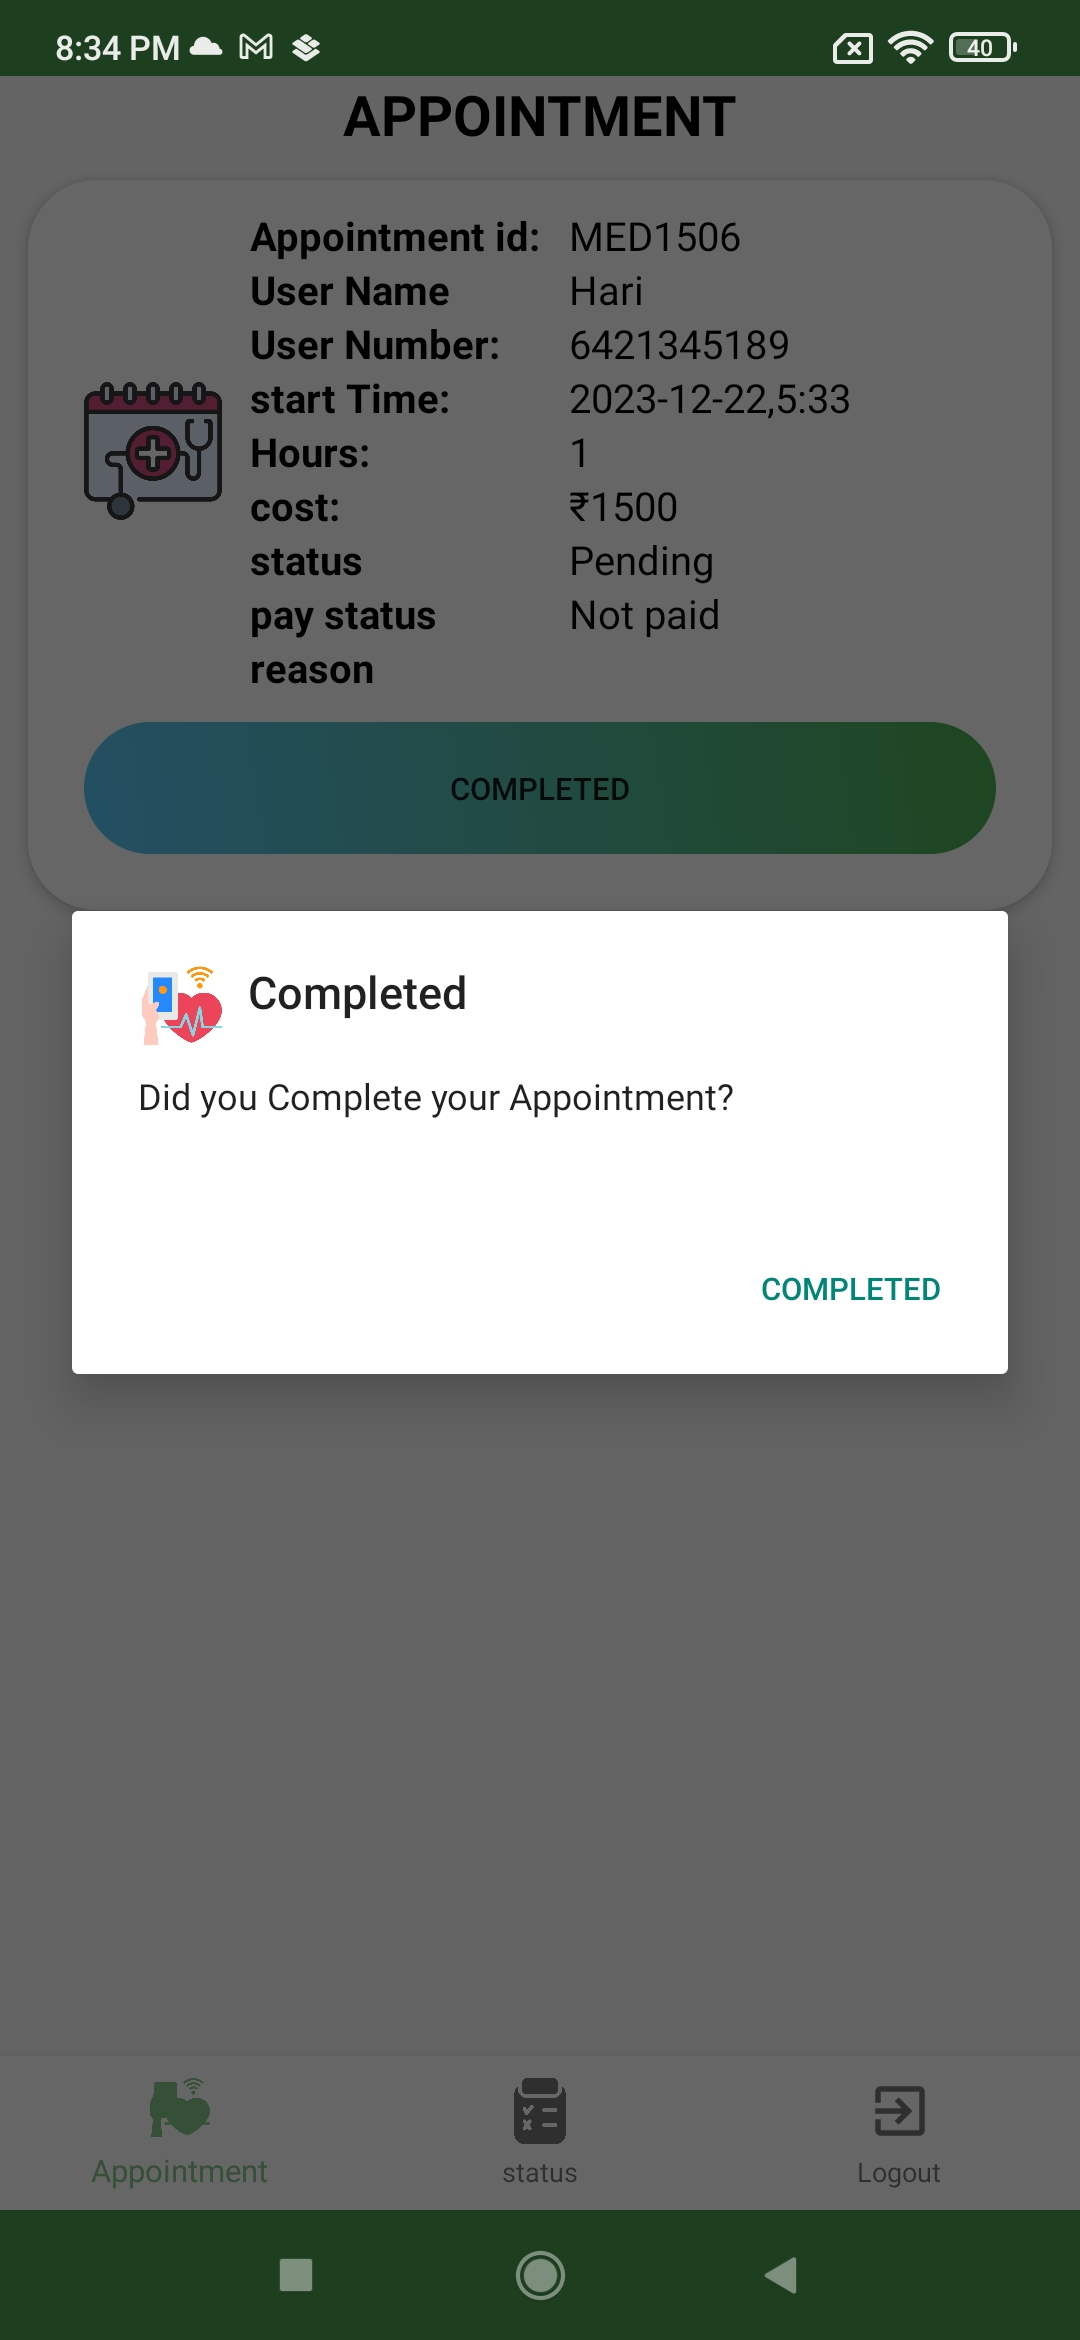 8:34 PM
40
APPOINTMENT
Appointment id: MED1506
User Name Hari
User Number: 6421345189
start Time: 2023-12-22,5:33
Hours: 1
cost: ₹1500
status Pending
pay status Not paid
reason
COMPLETED
Completed
Did you Complete your Appointment?
COMPLETED
Appointment status Logout